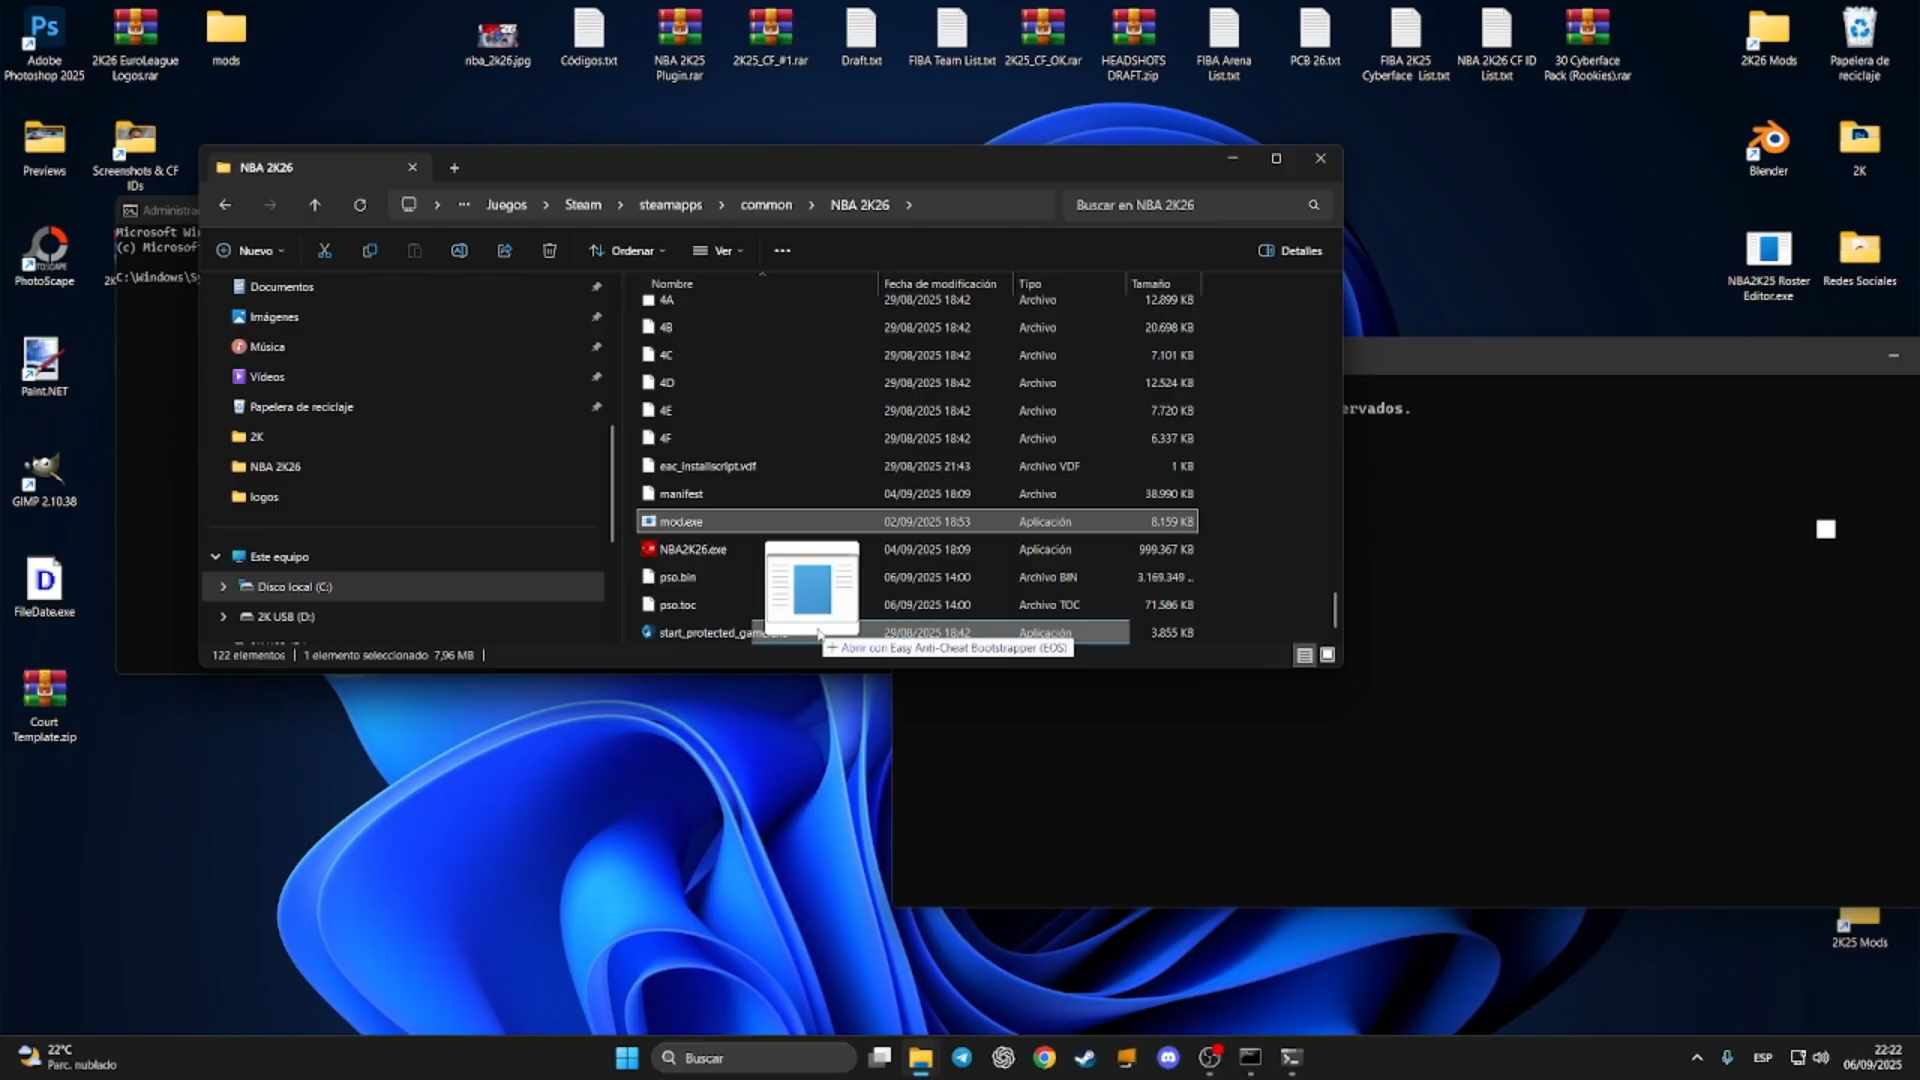 Adobe
Photoshop 2025
2K26 EuroLeague
Logos.rar
mods
nba_2k26.jpg
Códigos.txt
NBA 2K25
Plugin.rar
2K25_CF_#1.rar
Draft.txt
FIBA Team List.txt
2K25_CF_OK.rar
HEADSHOTS
DRAFT.zip
FIBA Arena
List.txt
PCB 26.txt
FIBA 2K25
Cyberface List.txt
NBA 2K26 CF ID
List.txt
30 Cyberface
Pack (Rookies).rar
2K26 Mods
Papelera de
reciclaje
Previews
Screenshots & CF
IDs
Blender
2K
PhotoScape
2K
NBA2K25 Roster
Editor.exe
Redes Sociales
Paint.NET
GIMP 2.10.38
FileDate.exe
Court
Template.zip
2K25 Mods
Administra
Microsoft Wi
(c) Microsof
C:\Windows\Sy
ervados.
NBA 2K26
Juegos > Steam > steamapps > common > NBA 2K26 >
Buscar en NBA 2K26
Nuevo
Ordenar
Ver
Detalles
Documentos
Imágenes
Música
Vídeos
Papelera de reciclaje
2K
NBA 2K26
logos
Este equipo
Disco local (C:)
2K USB (D:)
Nombre Fecha de modificación Tipo Tamaño
4A 29/08/2025 18:42 Archivo 12.899 KB
4B 29/08/2025 18:42 Archivo 20.698 KB
4C 29/08/2025 18:42 Archivo 7.101 KB
4D 29/08/2025 18:42 Archivo 12.524 KB
4E 29/08/2025 18:42 Archivo 7.720 KB
4F 29/08/2025 18:42 Archivo 6.337 KB
eac_installscript.vdf 29/08/2025 21:43 Archivo VDF 1 KB
manifest 04/09/2025 18:09 Archivo 38.990 KB
mod.exe 02/09/2025 18:53 Aplicación 8.159 KB
NBA2K26.exe 04/09/2025 18:09 Aplicación 999.367 KB
pso.bin 06/09/2025 14:00 Archivo BIN 3.169.349 ...
pso.toc 06/09/2025 14:00 Archivo TOC 71.586 KB
start_protected_game.exe 29/08/2025 18:42 Aplicación 3.855 KB
+ Abrir con Easy Anti-Cheat Bootstrapper (EOS)
122 elementos | 1 elemento seleccionado 7,96 MB |
22°C
Parc. nublado
Buscar
ESP
22:22
06/09/2025